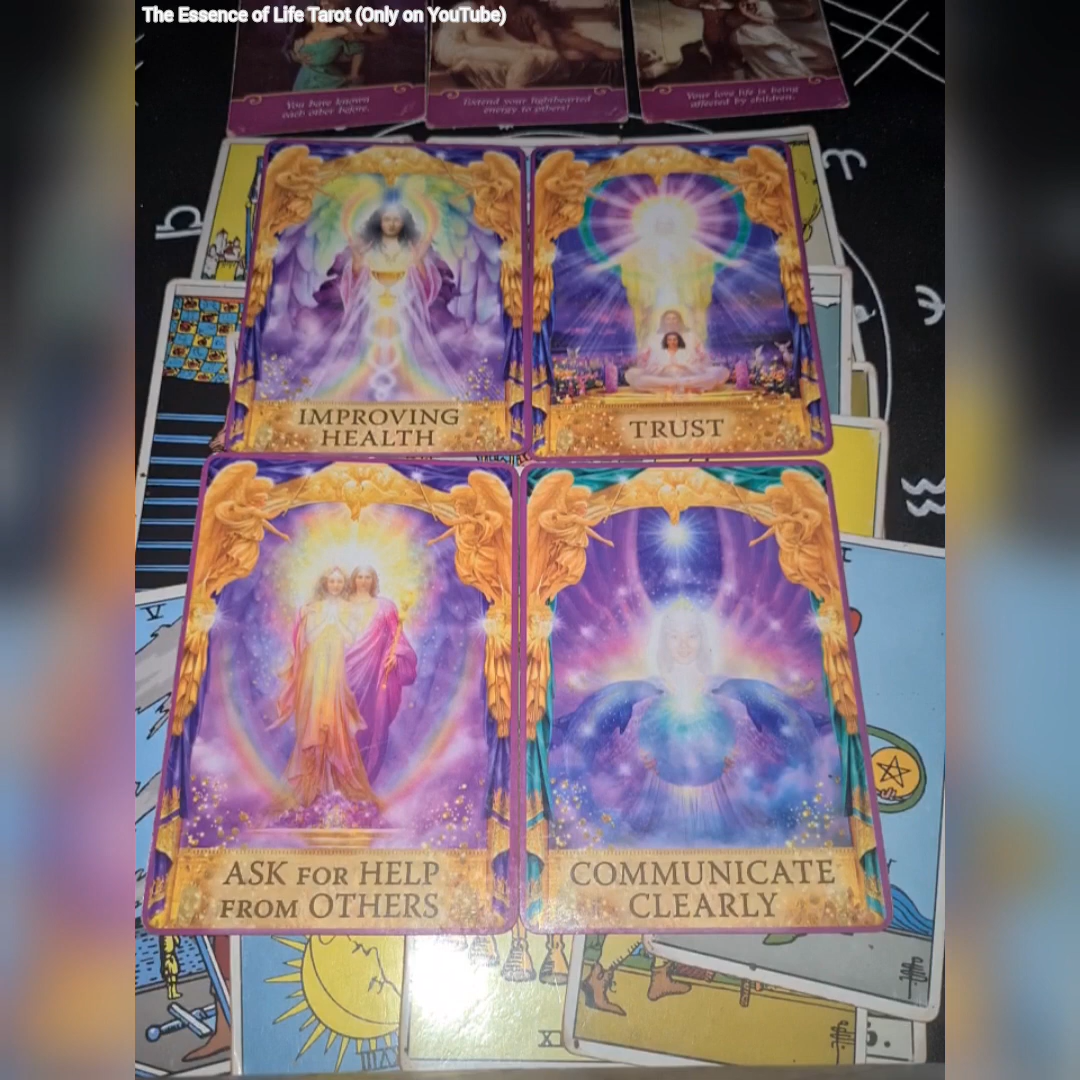 The Essence of Life Tarot (Only on YouTube)
You have known
each other before.
Extend your lighthearted
energy to others!
Your love life is being
affected by children.
IMPROVING
HEALTH
TRUST
ASK FOR HELP
FROM OTHERS
COMMUNICATE
CLEARLY
V
II
XI